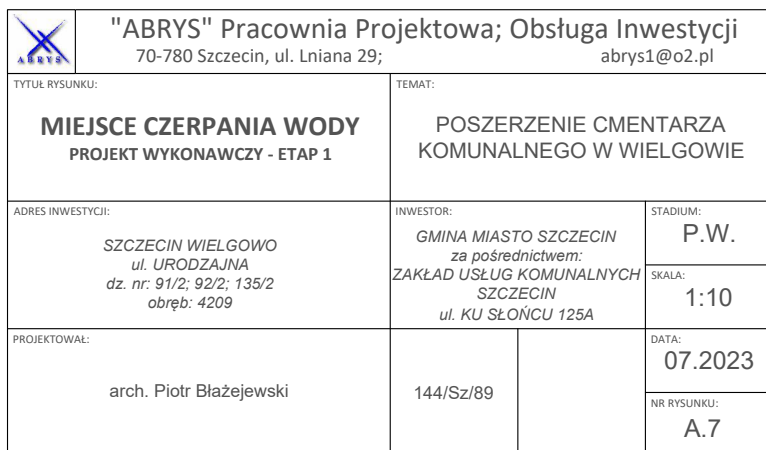 ABRYS
"ABRYS" Pracownia Projektowa; Obsługa Inwestycji
70-780 Szczecin, ul. Lniana 29; abrys1@o2.pl
TYTUŁ RYSUNKU:
MIEJSCE CZERPANIA WODY
PROJEKT WYKONAWCZY - ETAP 1
TEMAT:
POSZERZENIE CMENTARZA
KOMUNALNEGO W WIELGOWIE
ADRES INWESTYCJI:
SZCZECIN WIELGOWO
ul. URODZAJNA
dz. nr: 91/2; 92/2; 135/2
obręb: 4209
INWESTOR:
GMINA MIASTO SZCZECIN
za pośrednictwem:
ZAKŁAD USŁUG KOMUNALNYCH
SZCZECIN
ul. KU SŁOŃCU 125A
STADIUM:
P.W.
SKALA:
1:10
PROJEKTOWAŁ:
arch. Piotr Błażejewski
144/Sz/89
DATA:
07.2023
NR RYSUNKU:
A.7